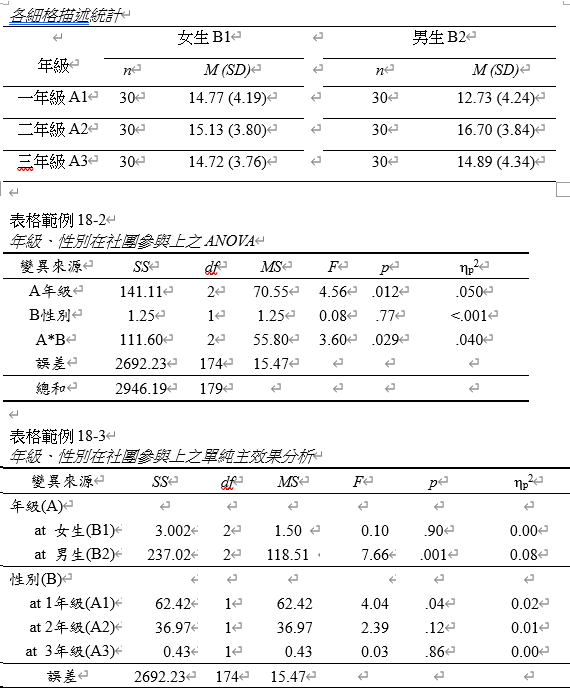 各細格描述統計
女生 B1 男生 B2
年級 n M (SD) n M (SD)
一年級 A1 30 14.77 (4.19) 30 12.73 (4.24)
二年級 A2 30 15.13 (3.80) 30 16.70 (3.84)
三年級 A3 30 14.72 (3.76) 30 14.89 (4.34)
表格範例 18-2
年級、性別在社團參與上之 ANOVA
變異來源 SS df MS F p ηp²
A年級 141.11 2 70.55 4.56 .012 .050
B性別 1.25 1 1.25 0.08 .77 <.001
A*B 111.60 2 55.80 3.60 .029 .040
誤差 2692.23 174 15.47
總和 2946.19 179
表格範例 18-3
年級、性別在社團參與上之單純主效果分析
變異來源 SS df MS F p ηp²
年級(A)
at 女生(B1) 3.002 2 1.50 0.10 .90 0.00
at 男生(B2) 237.02 2 118.51 7.66 .001 0.08
性別(B)
at 1年級(A1) 62.42 1 62.42 4.04 .04 0.02
at 2年級(A2) 36.97 1 36.97 2.39 .12 0.01
at 3年級(A3) 0.43 1 0.43 0.03 .86 0.00
誤差 2692.23 174 15.47